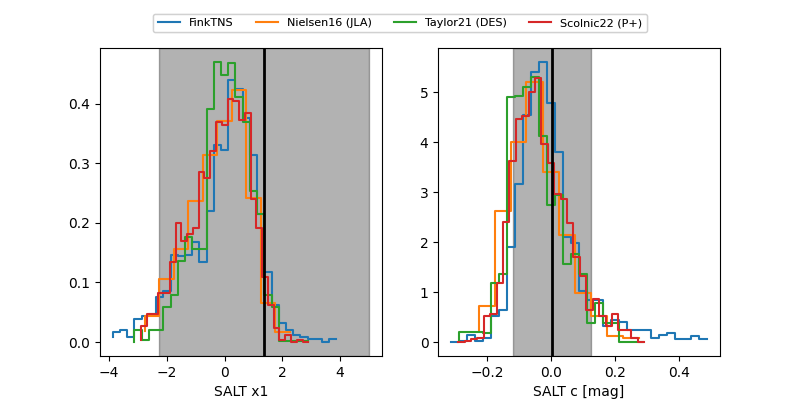 FinkTNS Nielsen16 (JLA) Taylor21 (DES) Scolnic22 (P+)
0.4
0.3
0.2
0.1
0.0
−4 −2 0 2 4
SALT x1
5
4
3
2
1
0
−0.2 0.0 0.2 0.4
SALT c [mag]